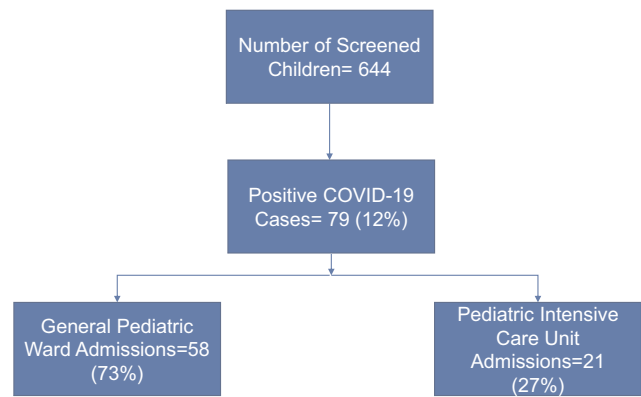 Number of Screened
Children= 644
Positive COVID-19
Cases= 79 (12%)
General Pediatric
Ward Admissions=58
(73%)
Pediatric Intensive
Care Unit
Admissions=21
(27%)